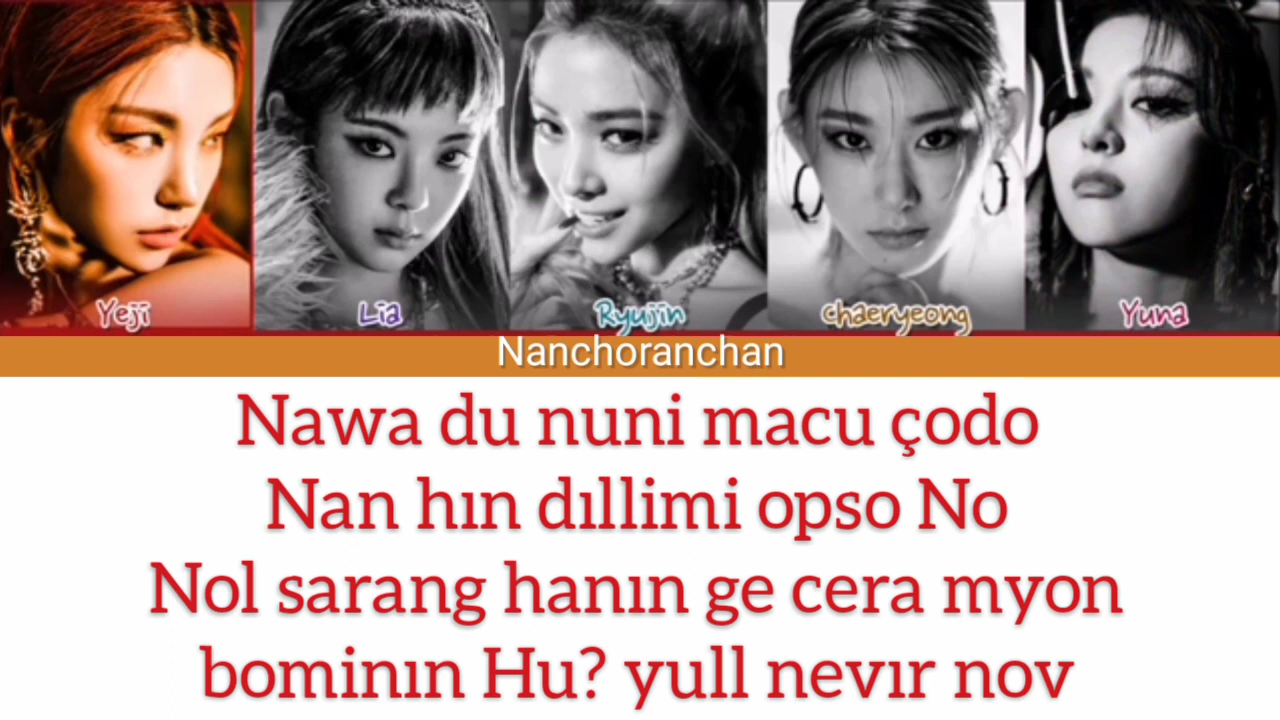 Yeji Lia Ryujin chaeryeong Yuna
Nanchoranchan
Nawa du nuni macu çodo
Nan hın dıllimi opso No
Nol sarang hanın ge cera myon
bominın Hu? yull nevır nov